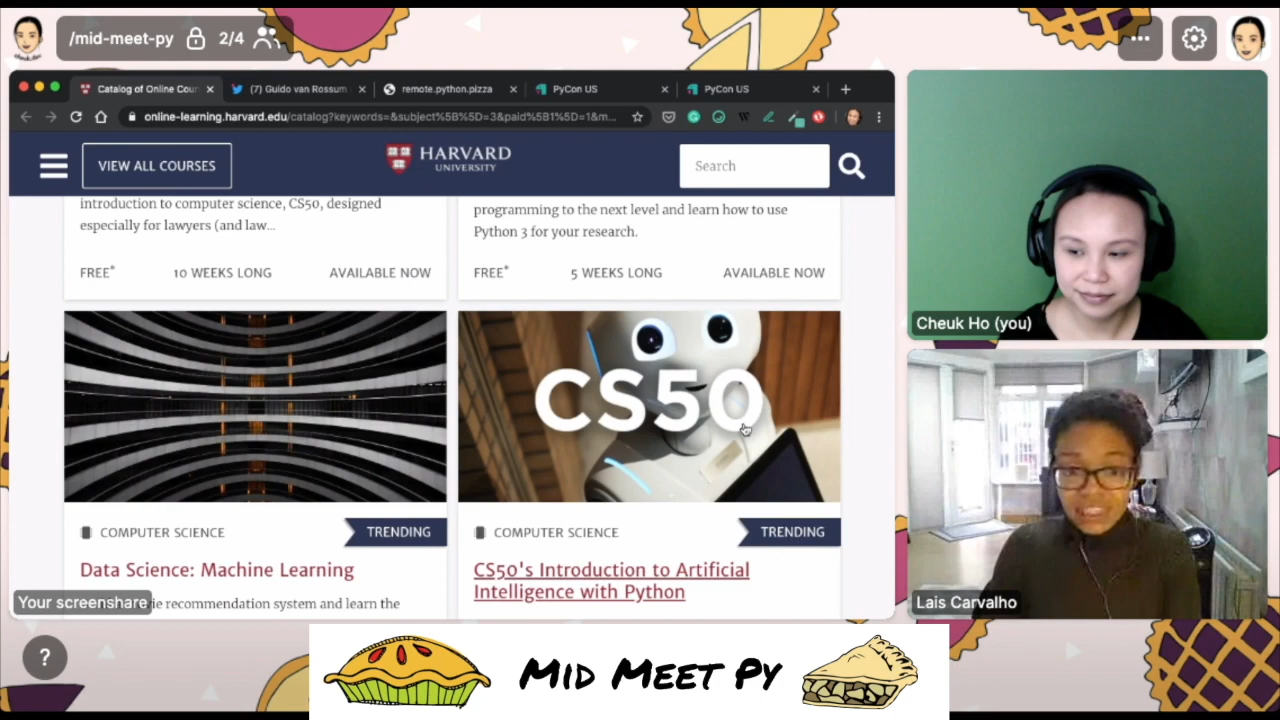 /mid-meet-py 2/4
Catalog of Online Cour
(7) Guido van Rossum
remote.python.pizza
PyCon US
PyCon US
online-learning.harvard.edu/catalog?keywords=&subject%5B%5D=3&paid%5B1%5D=1&m...
VIEW ALL COURSES
HARVARD
UNIVERSITY
Search
introduction to computer science, CS50, designed
especially for lawyers (and law...
FREE* 10 WEEKS LONG AVAILABLE NOW
programming to the next level and learn how to use
Python 3 for your research.
FREE* 5 WEEKS LONG AVAILABLE NOW
COMPUTER SCIENCE TRENDING
Data Science: Machine Learning
recommendation system and learn the
CS50
COMPUTER SCIENCE TRENDING
CS50's Introduction to Artificial
Intelligence with Python
Your screenshare
Cheuk Ho (you)
Lais Carvalho
?
MID MEET PY